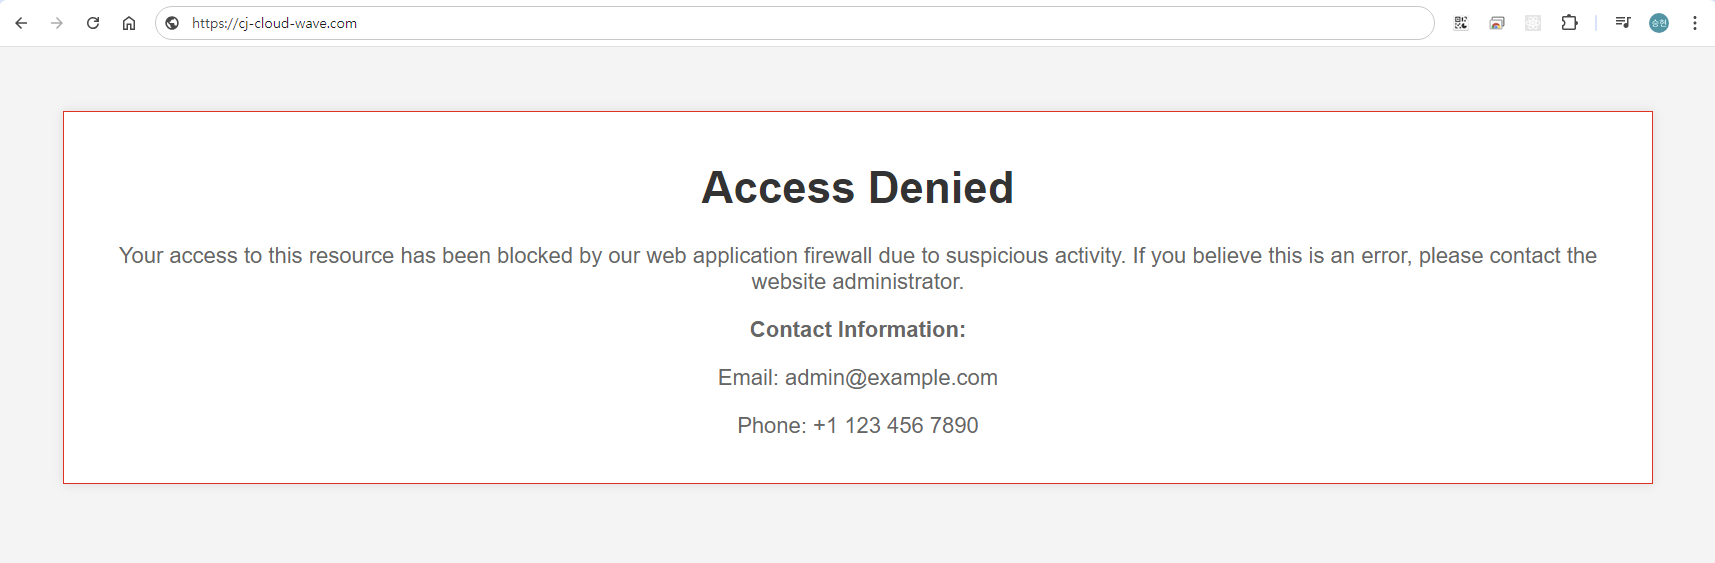 https://cj-cloud-wave.com
승현
Access Denied
Your access to this resource has been blocked by our web application firewall due to suspicious activity. If you believe this is an error, please contact the
website administrator.
Contact Information:
Email: admin@example.com
Phone: +1 123 456 7890